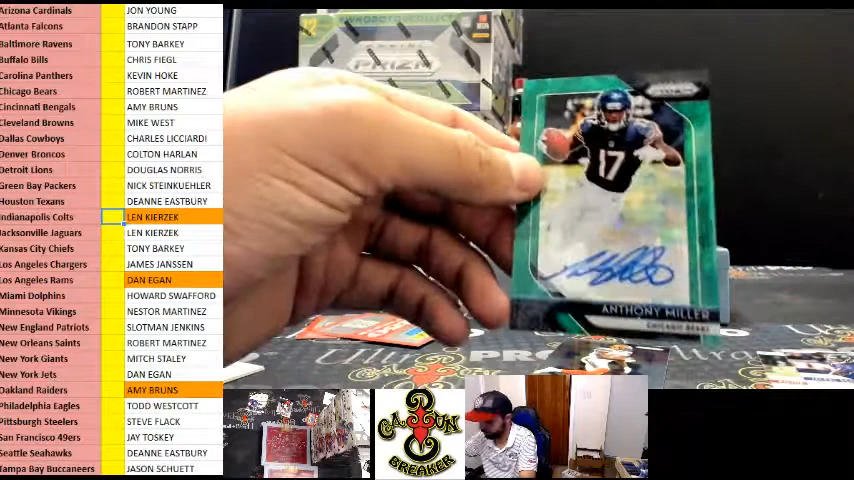 Arizona Cardinals JON YOUNG
Atlanta Falcons BRANDON STAPP
Baltimore Ravens TONY BARKEY
Buffalo Bills CHRIS FIEGL
Carolina Panthers KEVIN HOKE
Chicago Bears ROBERT MARTINEZ
Cincinnati Bengals AMY BRUNS
Cleveland Browns MIKE WEST
Dallas Cowboys CHARLES LICCIARDI
Denver Broncos COLTON HARLAN
Detroit Lions DOUGLAS NORRIS
Green Bay Packers NICK STEINKUEHLER
Houston Texans DEANNE EASTBURY
Indianapolis Colts LEN KIERZEK
Jacksonville Jaguars LEN KIERZEK
Kansas City Chiefs TONY BARKEY
Los Angeles Chargers JAMES JANSSEN
Los Angeles Rams DAN EGAN
Miami Dolphins HOWARD SWAFFORD
Minnesota Vikings NESTOR MARTINEZ
New England Patriots SLOTMAN JENKINS
New Orleans Saints ROBERT MARTINEZ
New York Giants MITCH STALEY
New York Jets DAN EGAN
Oakland Raiders AMY BRUNS
Philadelphia Eagles TODD WESTCOTT
Pittsburgh Steelers STEVE FLACK
San Francisco 49ers JAY TOSKEY
Seattle Seahawks DEANNE EASTBURY
Tampa Bay Buccaneers JASON SCHUETT
PRIZM
17
ANTHONY MILLER
CHICAGO BEARS
CAJUN
BREAKER